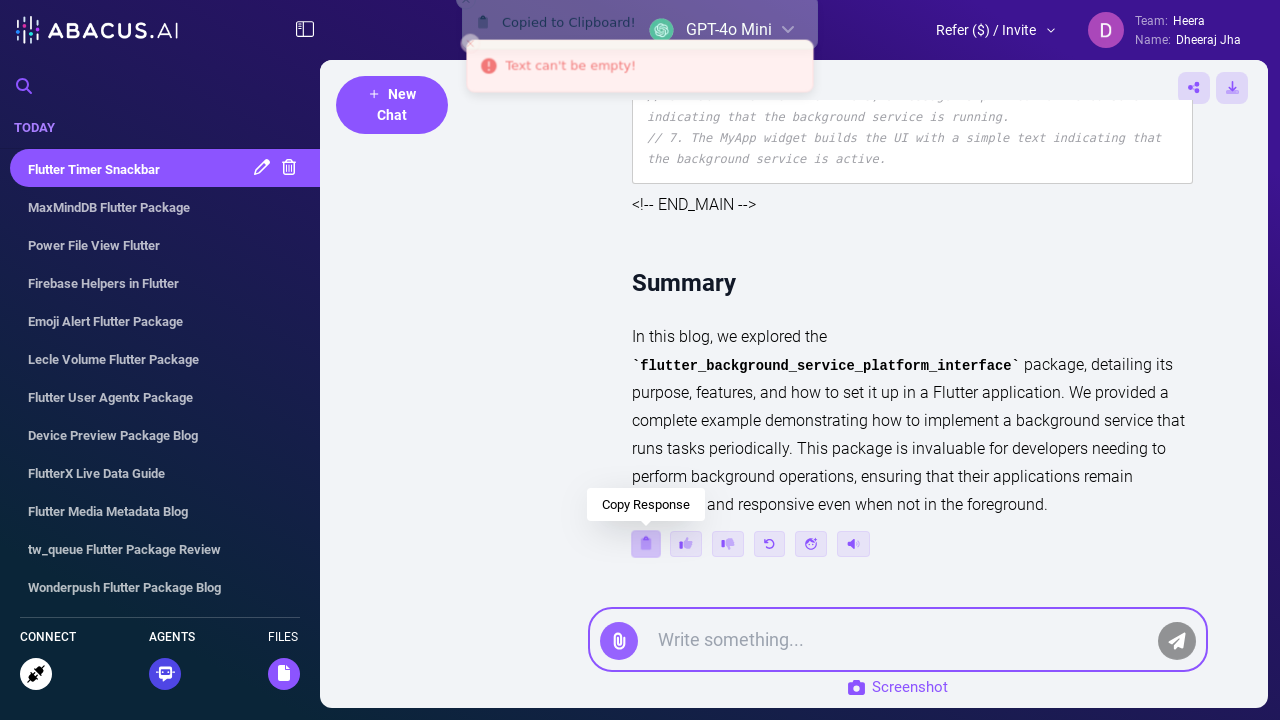 ABACUS.AI
Copied to Clipboard!
GPT-4o Mini
Text can't be empty!
Refer ($) / Invite
D
Team: Heera
Name: Dheeraj Jha
TODAY
Flutter Timer Snackbar
MaxMindDB Flutter Package
Power File View Flutter
Firebase Helpers in Flutter
Emoji Alert Flutter Package
Lecle Volume Flutter Package
Flutter User Agentx Package
Device Preview Package Blog
FlutterX Live Data Guide
Flutter Media Metadata Blog
tw_queue Flutter Package Review
Wonderpush Flutter Package Blog
CONNECT
AGENTS
FILES
+ New
Chat
indicating that the background service is running.
// 7. The MyApp widget builds the UI with a simple text indicating that
the background service is active.
<!-- END_MAIN -->
Summary
In this blog, we explored the
`flutter_background_service_platform_interface` package, detailing its
purpose, features, and how to set it up in a Flutter application. We provided a
complete example demonstrating how to implement a background service that
runs tasks periodically. This package is invaluable for developers needing to
perform background operations, ensuring that their applications remain
and responsive even when not in the foreground.
Copy Response
Write something...
Screenshot